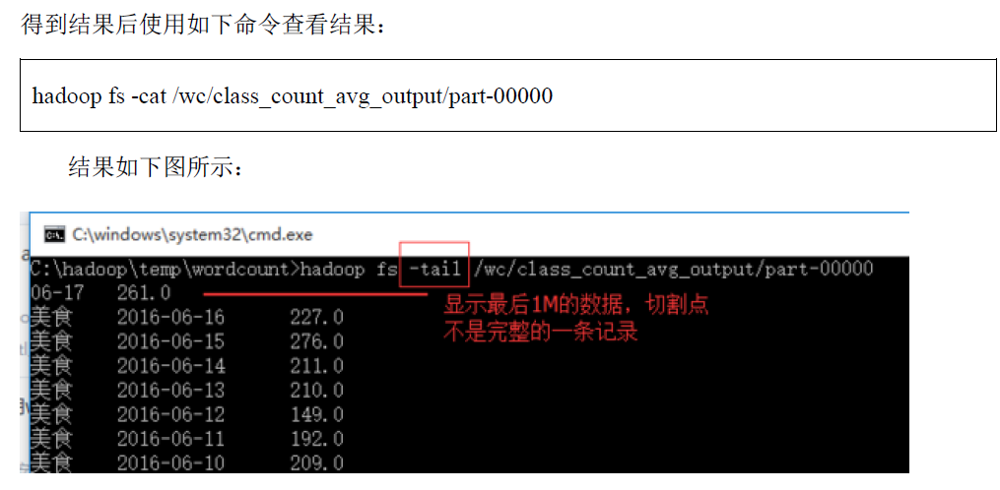 得到结果后使用如下命令查看结果：
hadoop fs -cat /wc/class_count_avg_output/part-00000
结果如下图所示：
C:\windows\system32\cmd.exe
C:\hadoop\temp\wordcount>hadoop fs -tail /wc/class_count_avg_output/part-00000
06-17 261.0
显示最后1M的数据，切割点
不是完整的一条记录
美食 2016-06-16 227.0
美食 2016-06-15 276.0
美食 2016-06-14 211.0
美食 2016-06-13 210.0
美食 2016-06-12 149.0
美食 2016-06-11 192.0
美食 2016-06-10 209.0